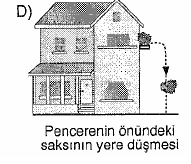 D)
Pencerenin önündeki
saksının yere düşmesi